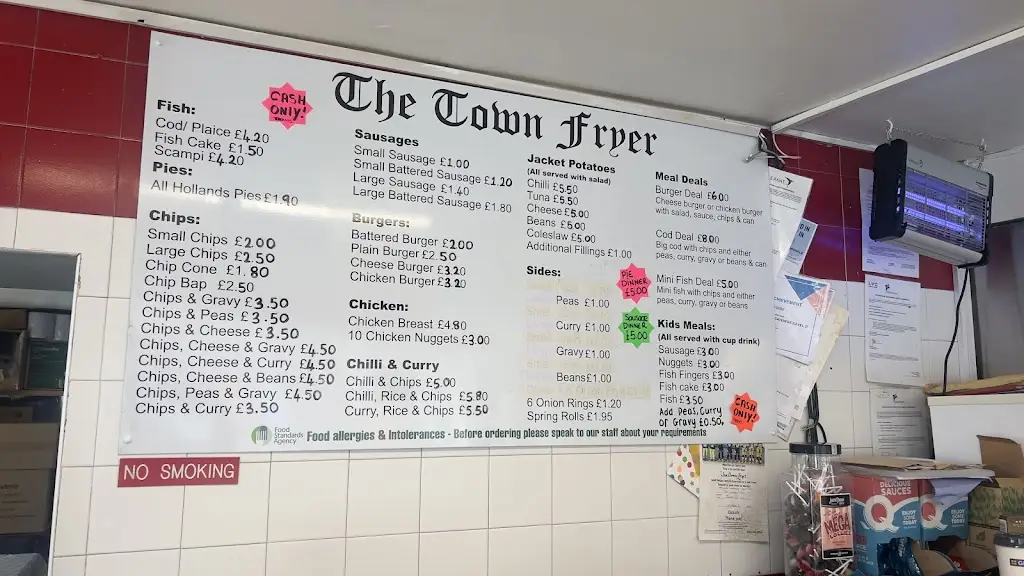 The Town Fryer
CASH ONLY!
Fish:
Cod/ Plaice £4.20
Fish Cake £1.50
Scampi £4.20
Pies:
All Hollands Pies £1.90
Chips:
Small Chips £2.00
Large Chips £2.50
Chip Cone £1.80
Chip Bap £2.50
Chips & Gravy £3.50
Chips & Peas £3.50
Chips & Cheese £3.50
Chips, Cheese & Gravy £4.50
Chips, Cheese & Curry £4.50
Chips, Cheese & Beans £4.50
Chips, Peas & Gravy £4.50
Chips & Curry £3.50
Sausages
Small Sausage £1.00
Small Battered Sausage £1.20
Large Sausage £1.40
Large Battered Sausage £1.80
Burgers:
Battered Burger £2.00
Plain Burger £2.50
Cheese Burger £3.20
Chicken Burger £3.20
Chicken:
Chicken Breast £4.80
10 Chicken Nuggets £3.00
Chilli & Curry
Chilli & Chips £5.00
Chilli, Rice & Chips £5.80
Curry, Rice & Chips £5.50
Jacket Potatoes
(All served with salad)
Chilli £5.50
Tuna £5.50
Cheese £5.00
Beans £5.00
Coleslaw £5.00
Additional Fillings £1.00
Sides:
Peas £1.00
Curry £1.00
Gravy £1.00
Beans £1.00
6 Onion Rings £1.20
Spring Rolls £1.95
PIE
DINNER
£5.00
SAUSAGE
DINNER
£5.00
Meal Deals
Burger Deal £6.00
Cheese burger or chicken burger
with salad, sauce, chips & can
Cod Deal £8.00
Big cod with chips and either
peas, curry, gravy or beans & can
Mini Fish Deal £5.00
Mini fish with chips and either
peas, curry, gravy or beans
Kids Meals:
(All served with cup drink)
Sausage £3.00
Nuggets £3.00
Fish Fingers £3.00
Fish cake £3.00
Fish £3.50
Add Peas, Curry
or Gravy £0.50,
CASH
ONLY!
Food
Standards
Agency
Food allergies & Intolerances - Before ordering please speak to our staff about your requirements
NO SMOKING
MEGA
DELICIOUS
SAUCES
Q
ENJOY
SOME
TODAY
Q
ENJOY
SOME
TODAY